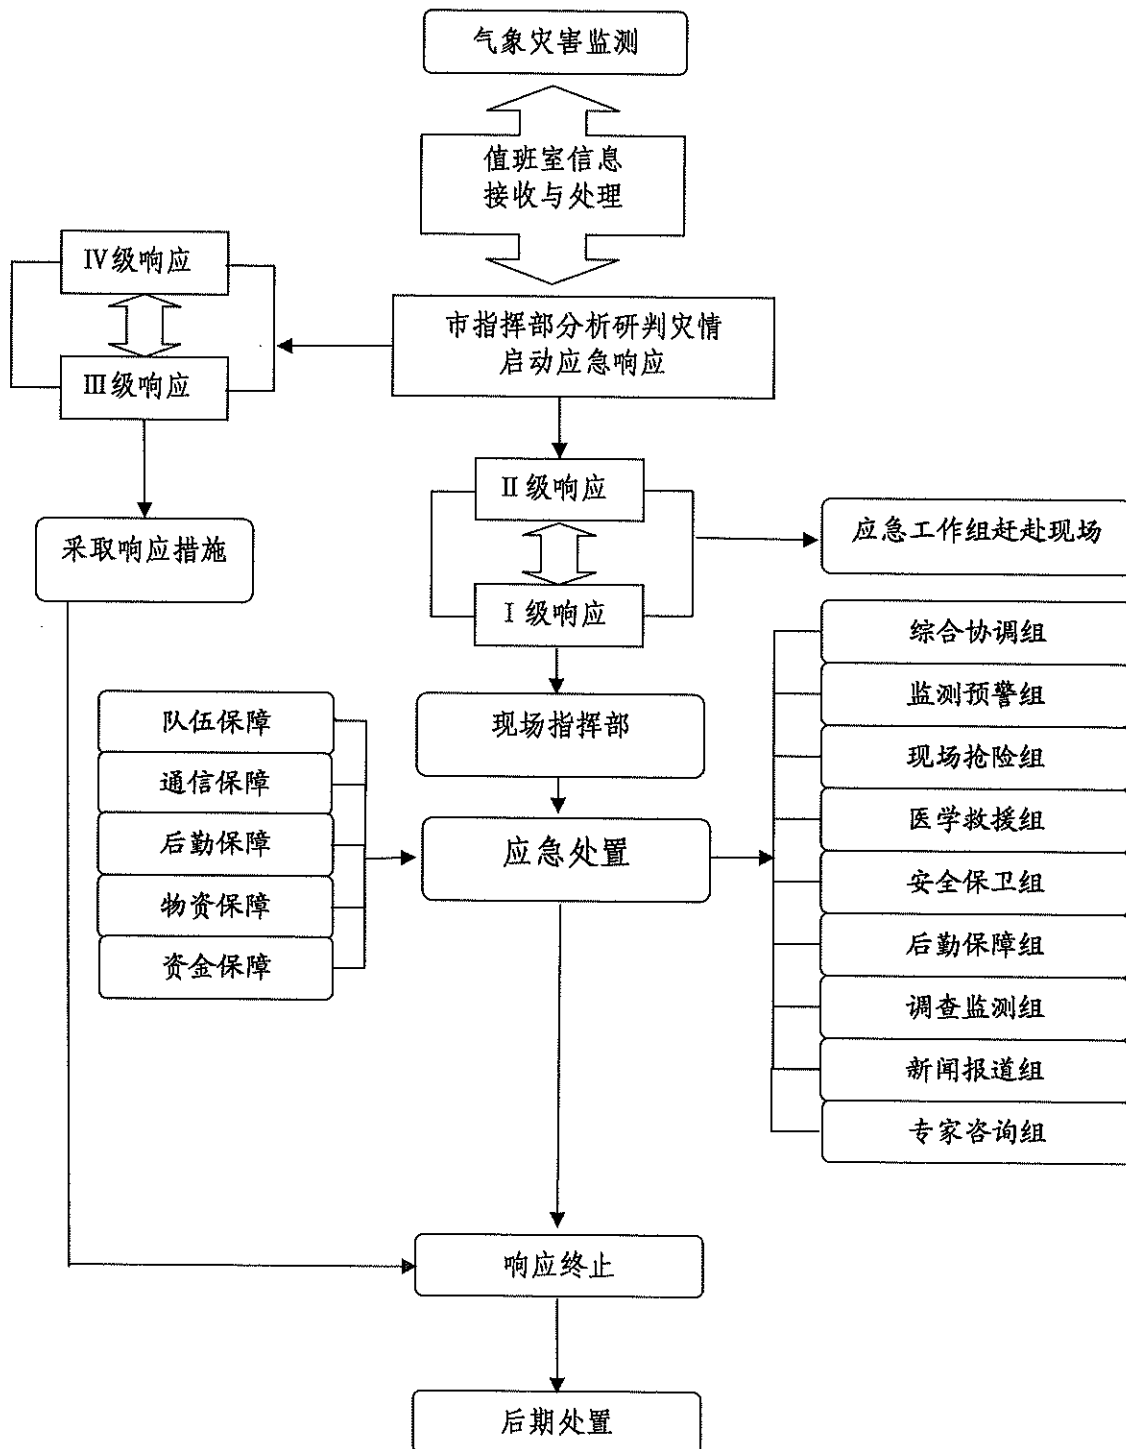 气象灾害监测
值班室信息
接收与处理
Ⅳ级响应
市指挥部分析研判灾情
启动应急响应
Ⅲ级响应
Ⅱ级响应
采取响应措施
应急工作组赶赴现场
Ⅰ级响应
综合协调组
监测预警组
队伍保障
现场指挥部
现场抢险组
通信保障
医学救援组
后勤保障
应急处置
安全保卫组
物资保障
后勤保障组
资金保障
调查监测组
新闻报道组
专家咨询组
响应终止
后期处置